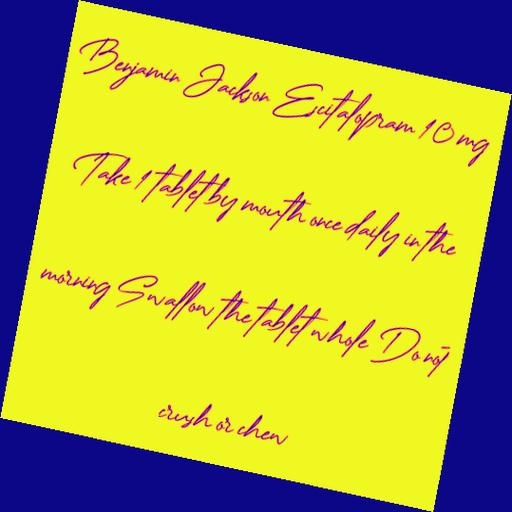 Benjamin Jackson Escitalopram 10 mg
Take 1 tablet by mouth once daily in the
morning Swallow the tablet whole Do not
crush or chew